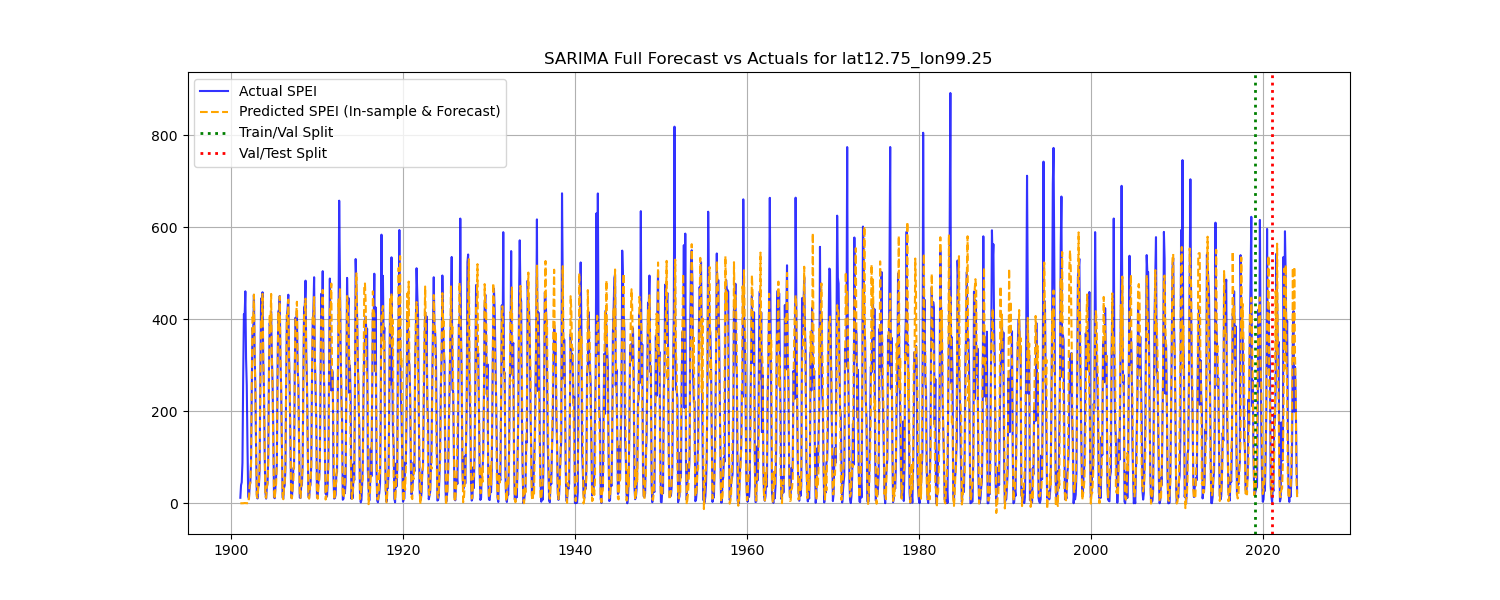 SARIMA Full Forecast vs Actuals for lat12.75_lon99.25
Actual SPEI
Predicted SPEI (In-sample & Forecast)
Train/Val Split
Val/Test Split
800
600
400
200
0
1900 1920 1940 1960 1980 2000 2020